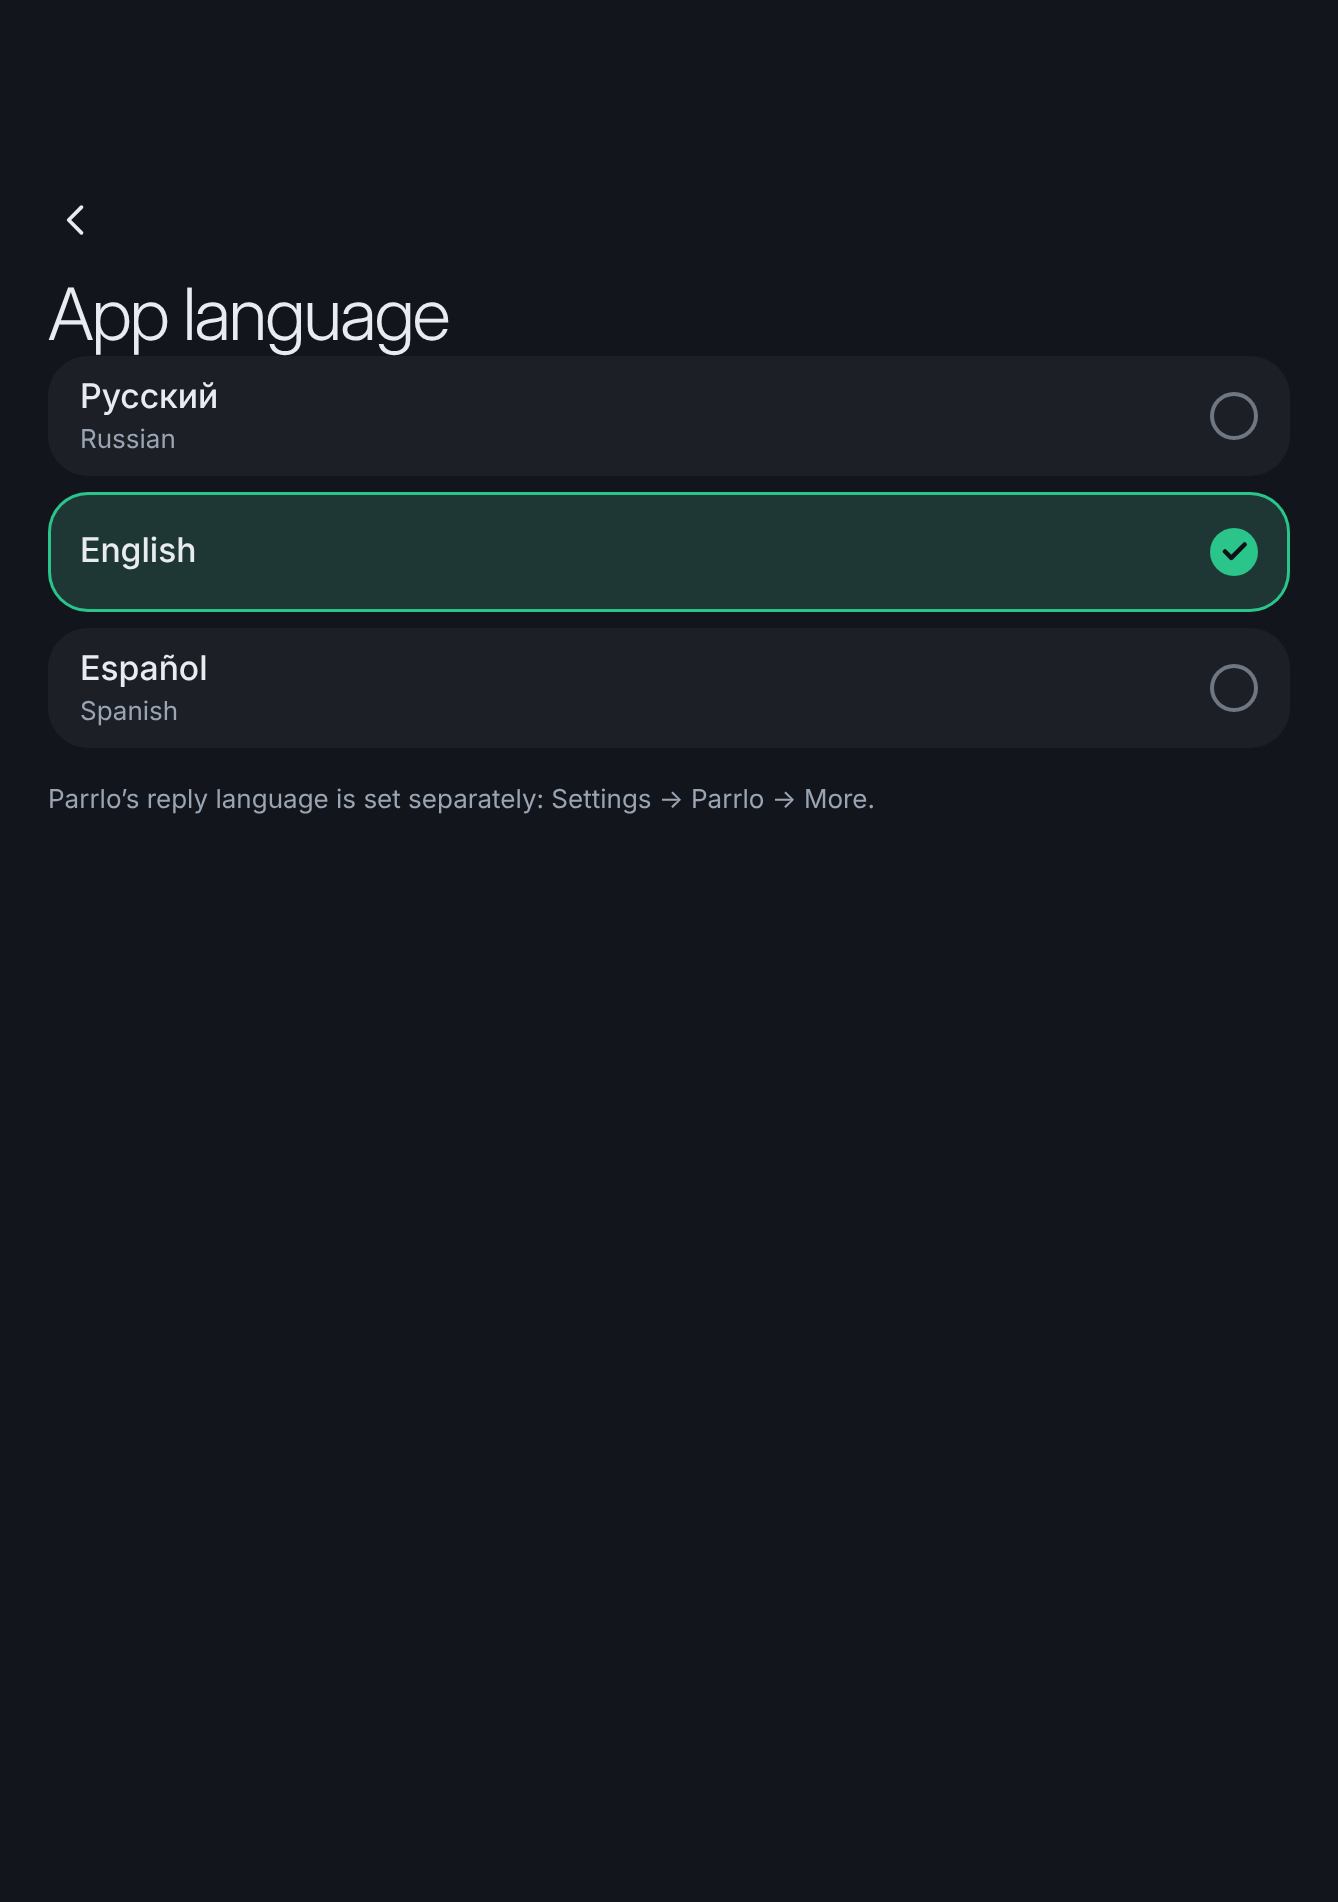 App language
Русский
Russian
English
Español
Spanish
Parrlo’s reply language is set separately: Settings → Parrlo → More.